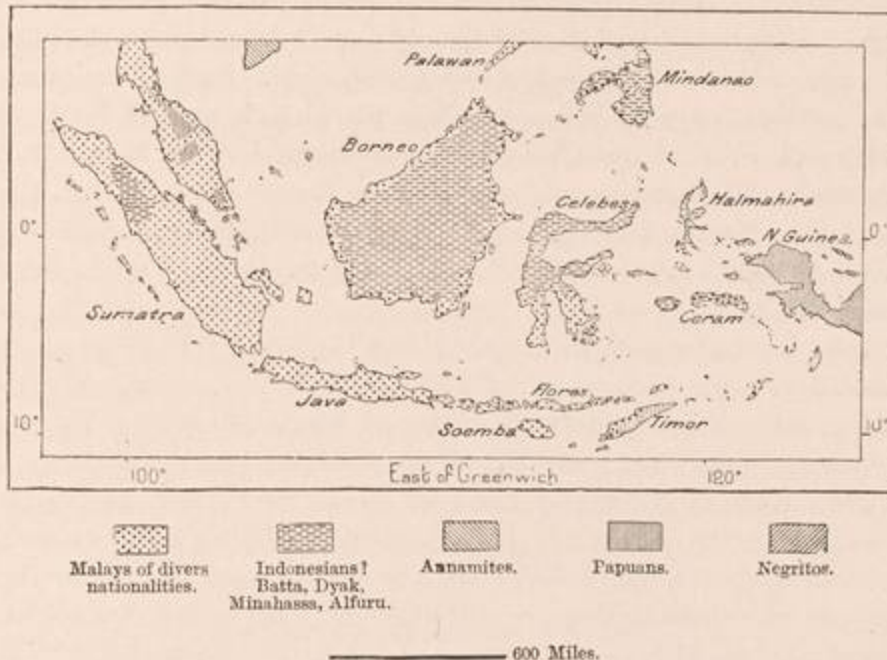 Palawan
Mindanao
Borneo
Celebes
Halmahira
0°
N. Guinea.
0°
Sumatra
Ceram
Java
Flores
10°
Soemba
Timor
10°
100°
East of Greenwich
120°
Malays of divers
nationalities.
Indonesians!
Batta, Dyak,
Minahassa, Alfuru.
Annamites.
Papuans.
Negritos.
600 Miles.